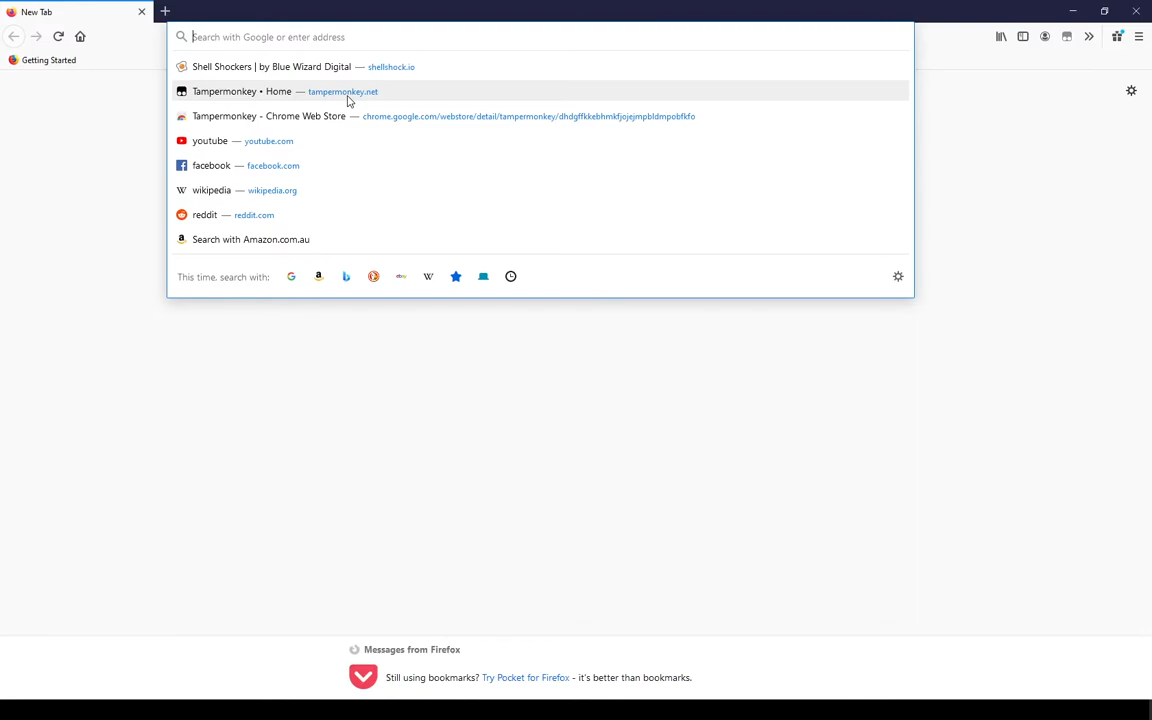 New Tab
Search with Google or enter address
Getting Started
Shell Shockers | by Blue Wizard Digital — shellshock.io
Tampermonkey • Home — tampermonkey.net
Tampermonkey - Chrome Web Store — chrome.google.com/webstore/detail/tampermonkey/dhdgffkkebhmkfjojejmpbldmpobfkfo
youtube — youtube.com
facebook — facebook.com
W wikipedia — wikipedia.org
reddit — reddit.com
a Search with Amazon.com.au
This time, search with: G a b ebay W
Messages from Firefox
Still using bookmarks? Try Pocket for Firefox - it's better than bookmarks.